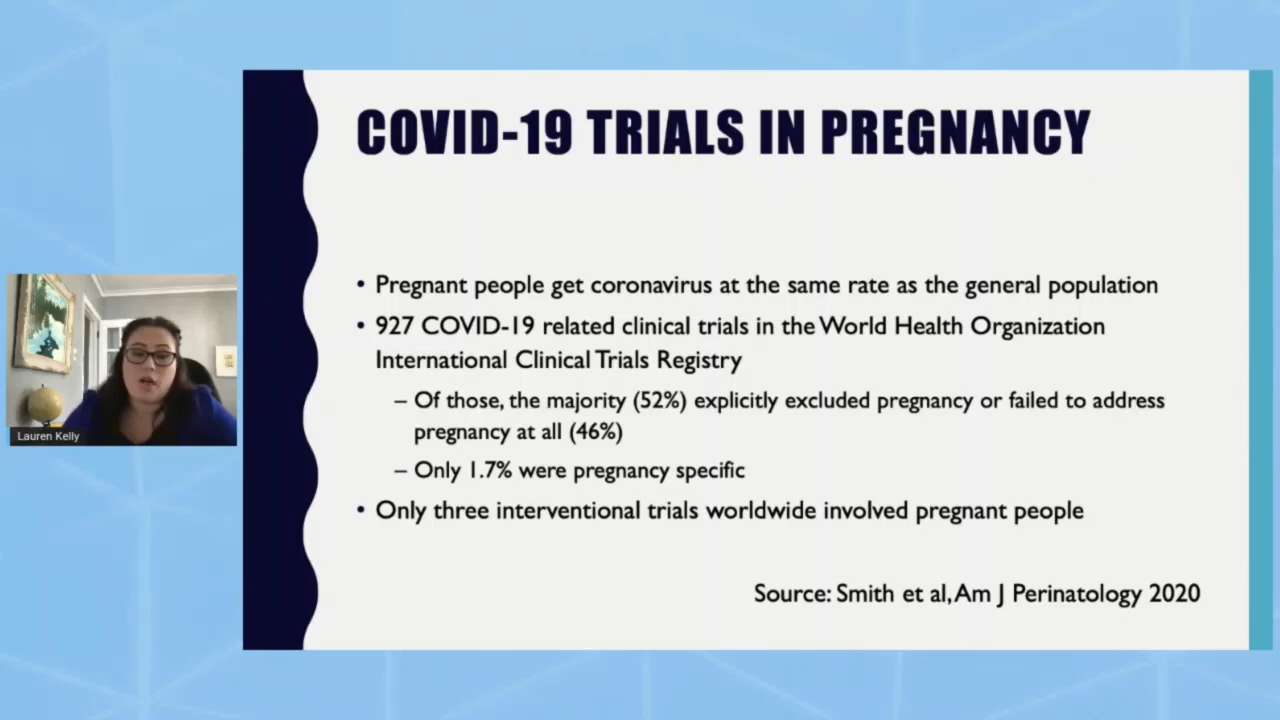 COVID-19 TRIALS IN PREGNANCY
• Pregnant people get coronavirus at the same rate as the general population
• 927 COVID-19 related clinical trials in the World Health Organization
International Clinical Trials Registry
– Of those, the majority (52%) explicitly excluded pregnancy or failed to address
pregnancy at all (46%)
– Only 1.7% were pregnancy specific
• Only three interventional trials worldwide involved pregnant people
Source: Smith et al, Am J Perinatology 2020
Lauren Kelly